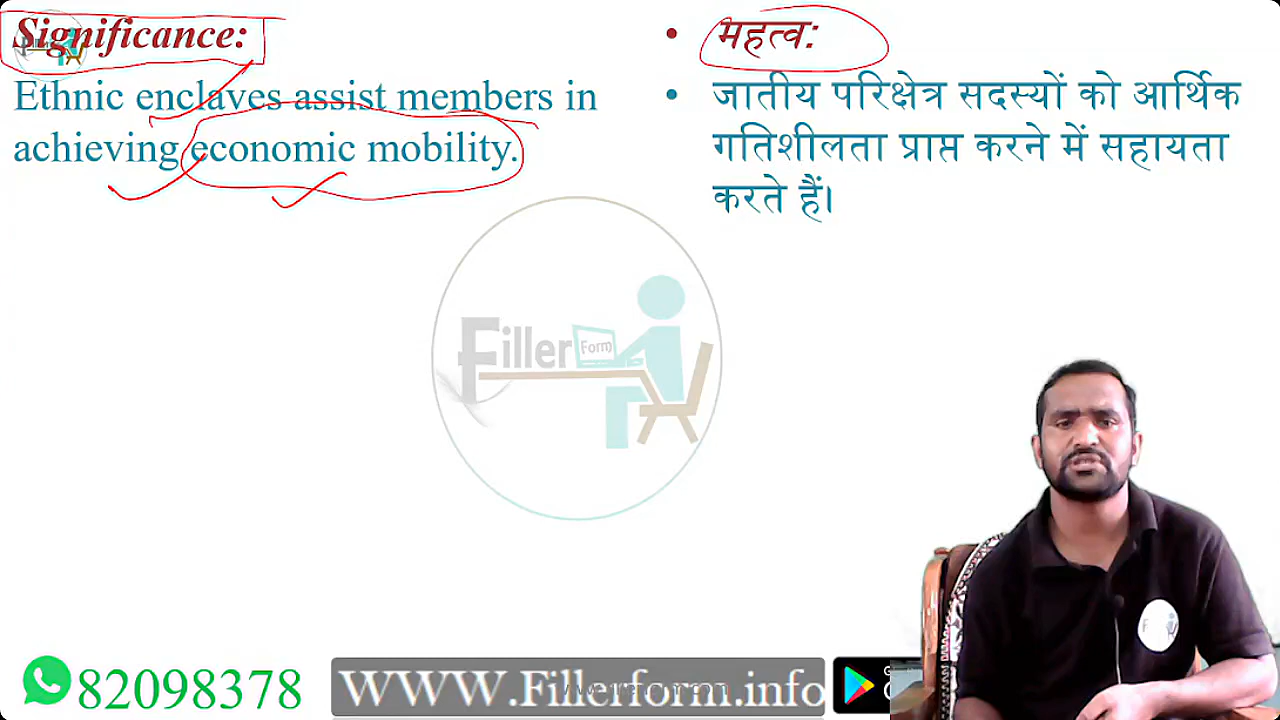 Significance:
Ethnic enclaves assist members in
achieving economic mobility.
• महत्व:
• जातीय परिक्षेत्र सदस्यों को आर्थिक
गतिशीलता प्राप्त करने में सहायता
करते हैं।
Filler Form
82098378
WWW.Fillerform.info